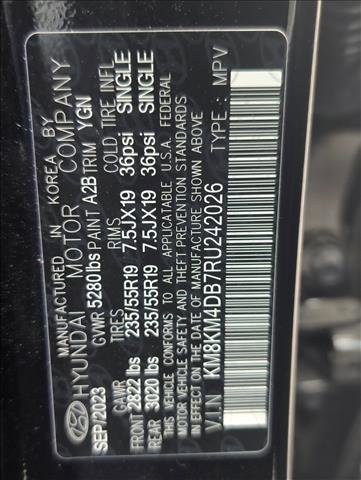 MANUFACTURED IN KOREA BY
HYUNDAI MOTOR COMPANY
SEP/2023 GVWR 5280lbs PAINT A2B TRIM YGN
GAWR TIRES RIMS COLD TIRE INFL.
FRONT 2822 lbs 235/55R19 7.5JX19 36psi SINGLE
REAR 3020 lbs 235/55R19 7.5JX19 36psi SINGLE
THIS VEHICLE CONFORMS TO ALL APPLICABLE U.S.A. FEDERAL
MOTOR VEHICLE SAFETY AND THEFT PREVENTION STANDARDS
IN EFFECT ON THE DATE OF MANUFACTURE SHOWN ABOVE
V.I.N : KM8KM4DB7RU242026 TYPE : MPV